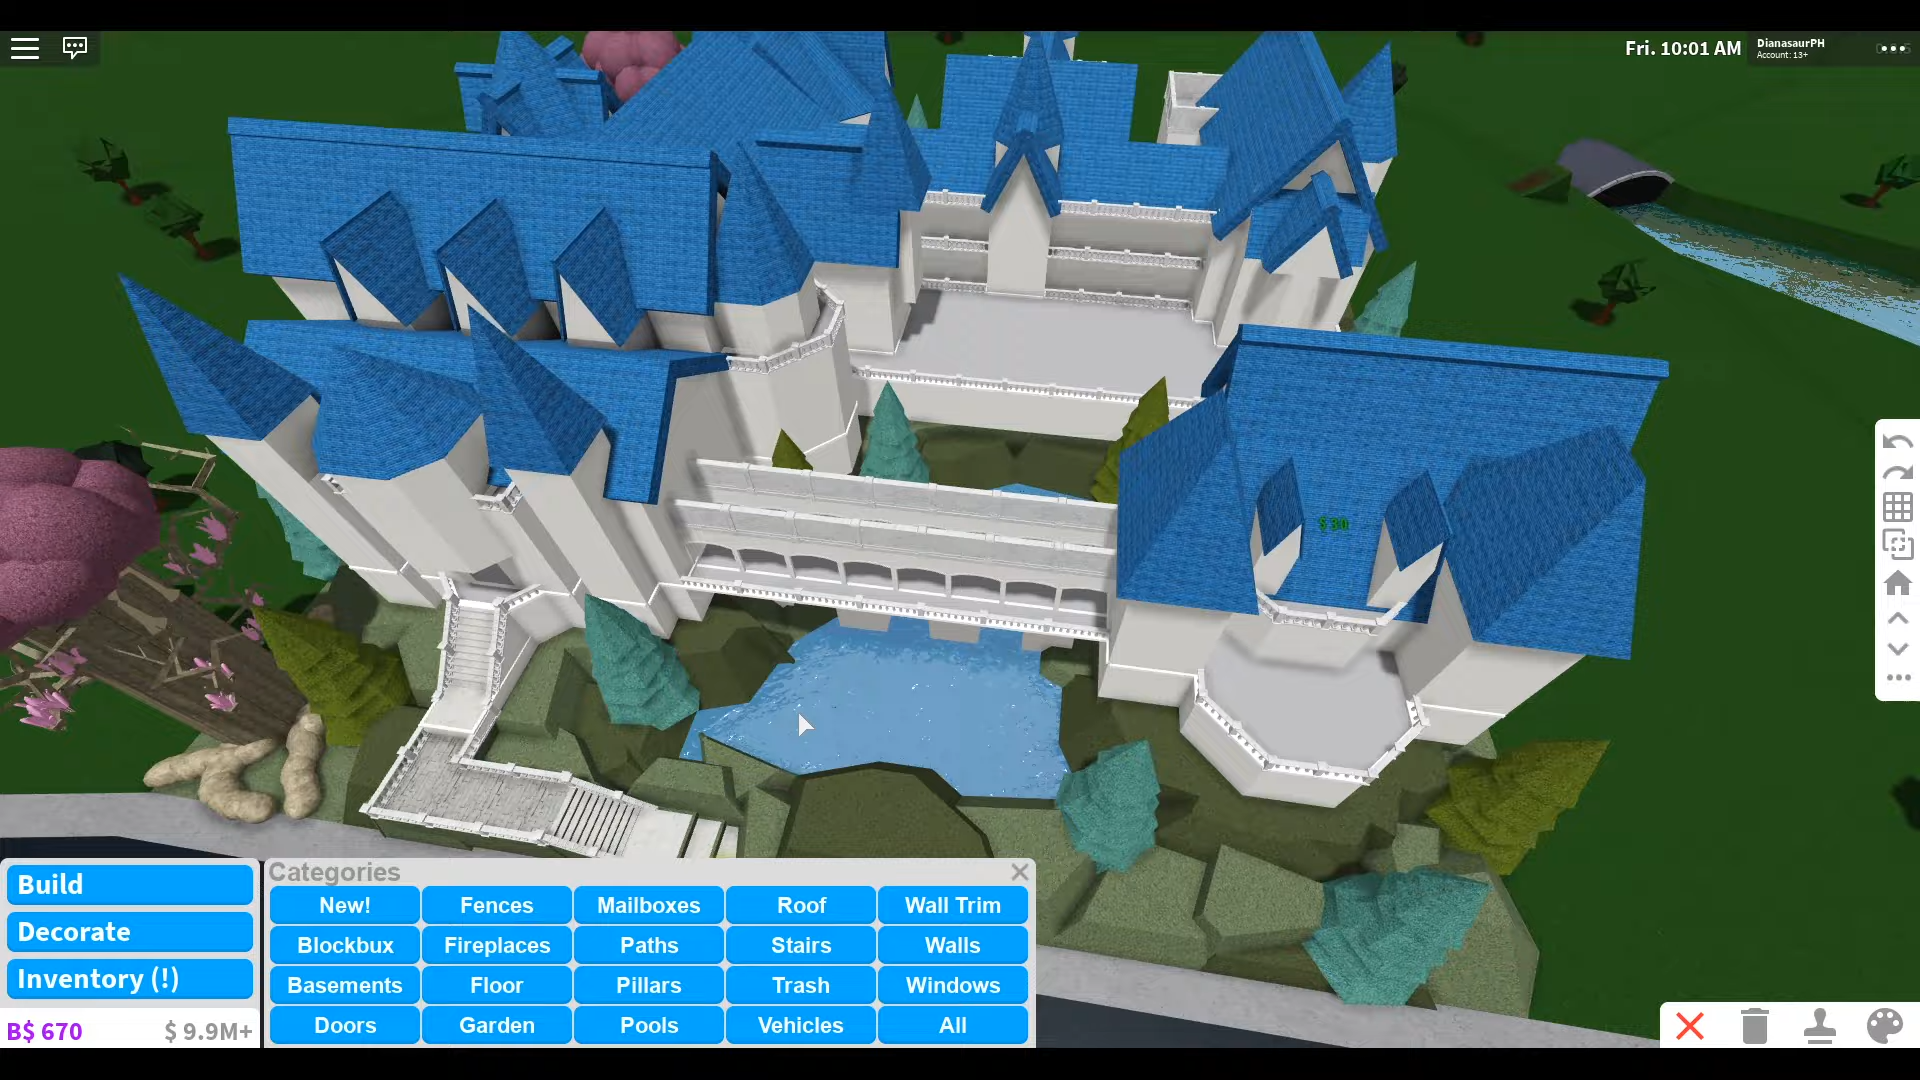 Fri. 10:01 AM
DianasaurPH
Account: 13+
$30
Build
Decorate
Inventory (!)
B$ 670
$ 9.9M+
Categories
New!
Fences
Mailboxes
Roof
Wall Trim
Blockbux
Fireplaces
Paths
Stairs
Walls
Basements
Floor
Pillars
Trash
Windows
Doors
Garden
Pools
Vehicles
All